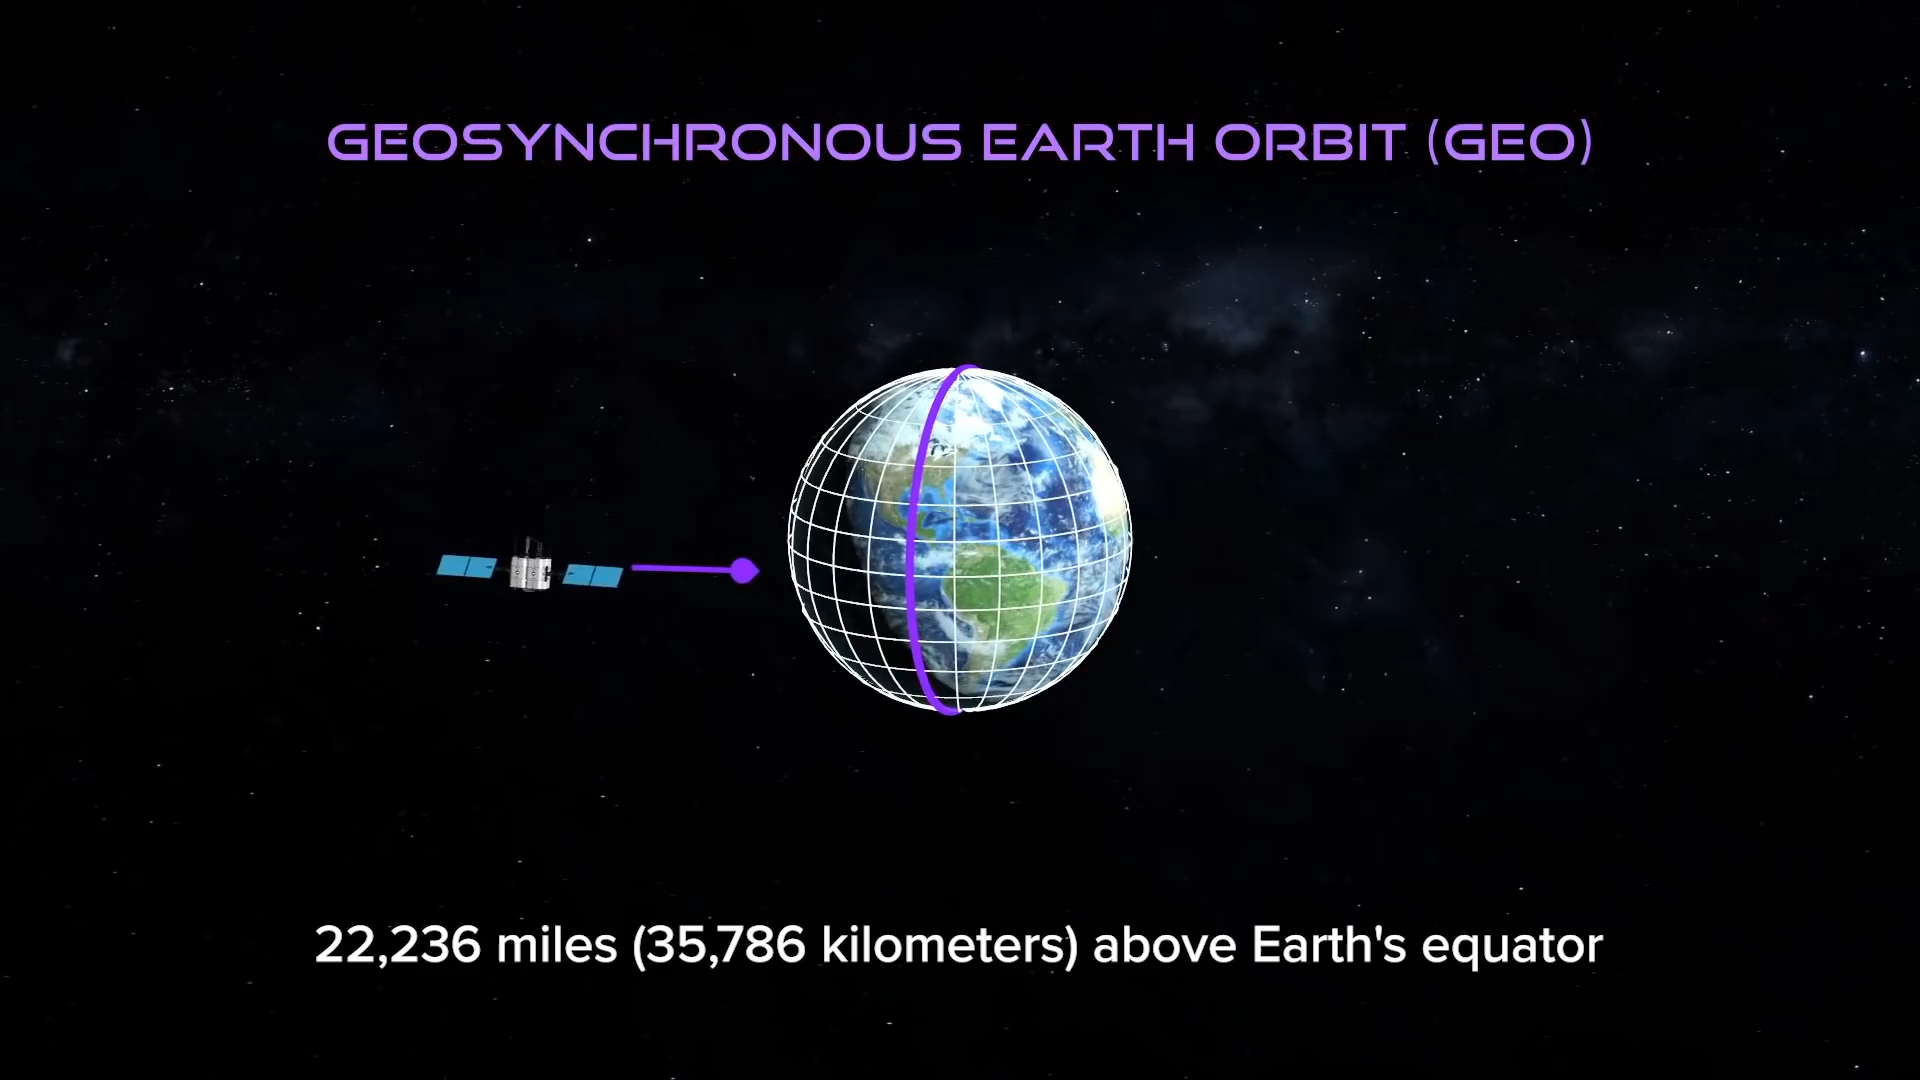 GEOSYNCHRONOUS EARTH ORBIT (GEO)
22,236 miles (35,786 kilometers) above Earth's equator